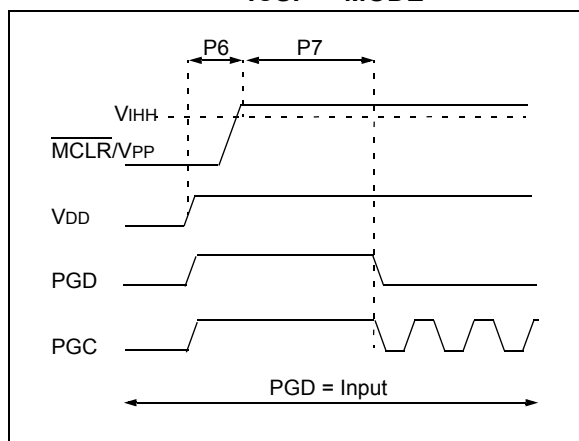 P6 P7
VIHH
MCLR/VPP
VDD
PGD
PGC
PGD = Input